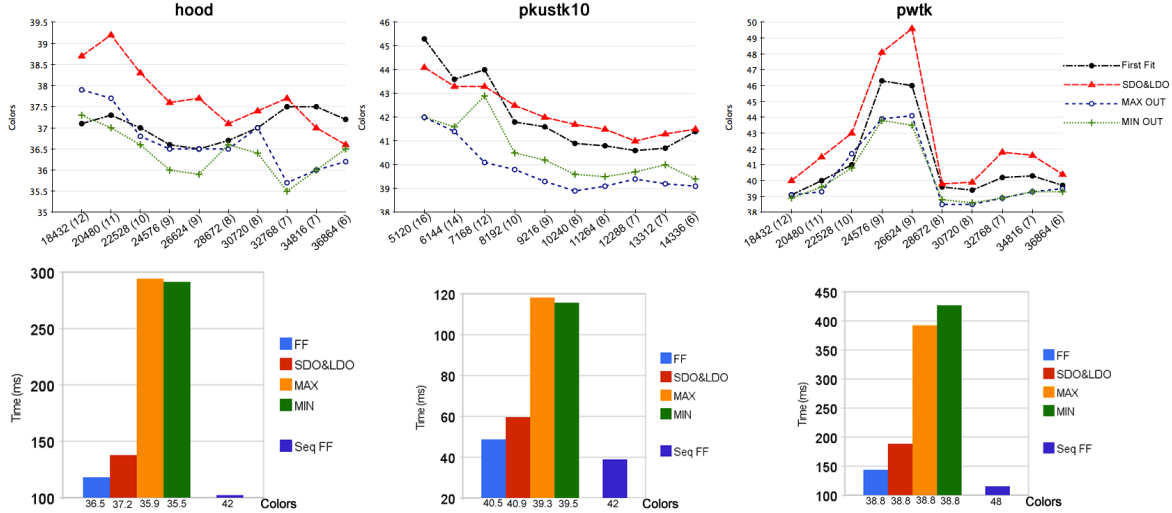 hood
39.5
39
38.5
38
37.5
37
36.5
36
35.5
35
Colors
18432 (12)
20480 (11)
22528 (10)
24576 (9)
26624 (9)
28672 (8)
30720 (8)
32768 (7)
34816 (7)
36864 (6)
pkustk10
46
45
44
43
42
41
40
39
38
Colors
5120 (16)
6144 (14)
7168 (12)
8192 (10)
9216 (9)
10240 (8)
11264 (8)
12288 (7)
13312 (7)
14336 (6)
pwtk
50
49
48
47
46
45
44
43
42
41
40
39
38
Colors
18432 (12)
20480 (11)
22528 (10)
24576 (9)
26624 (9)
28672 (8)
30720 (8)
32768 (7)
34816 (7)
36864 (6)
First Fit
SDO&LDO
MAX OUT
MIN OUT
300
250
200
150
100
Time (ms)
36.5 37.2 35.9 35.5 42 Colors
FF
SDO&LDO
MAX
MIN
Seq FF
120
100
80
60
40
20
Time (ms)
40.5 40.9 39.3 39.5 42 Colors
FF
SDO&LDO
MAX
MIN
Seq FF
450
400
350
300
250
200
150
100
Time (ms)
38.8 38.8 38.8 38.8 48 Colors
FF
SDO&LDO
MAX
MIN
Seq FF